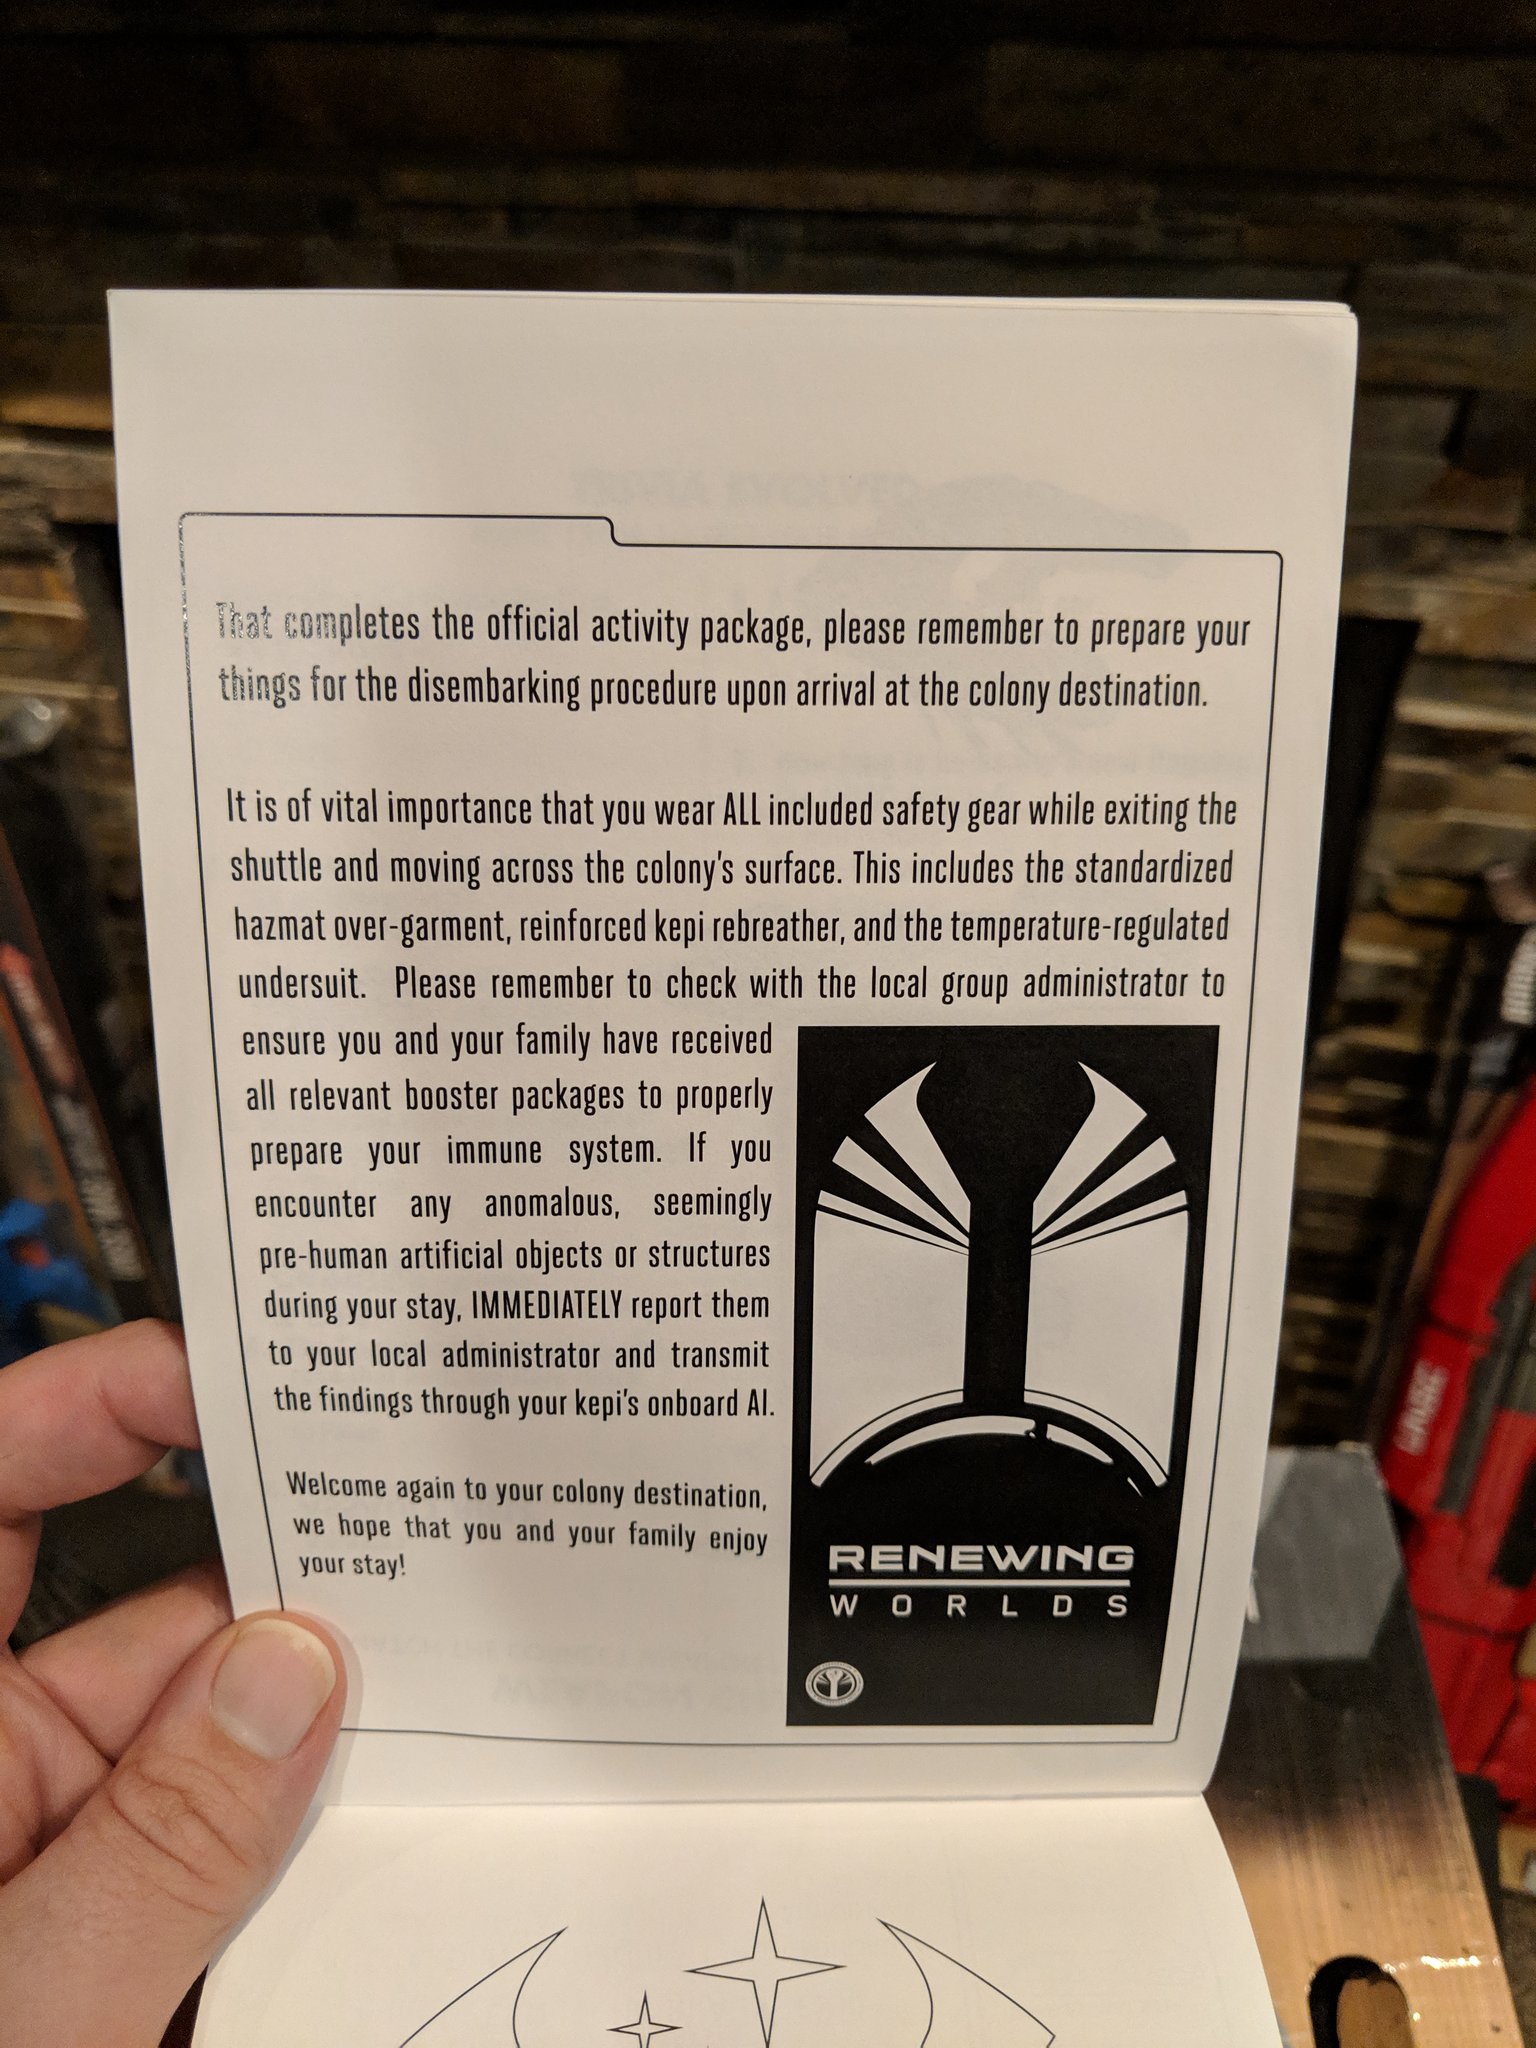 That completes the official activity package, please remember to prepare your
things for the disembarking procedure upon arrival at the colony destination.
It is of vital importance that you wear ALL included safety gear while exiting the
shuttle and moving across the colony's surface. This includes the standardized
hazmat over-garment, reinforced kepi rebreather, and the temperature-regulated
undersuit. Please remember to check with the local group administrator to
ensure you and your family have received
all relevant booster packages to properly
prepare your immune system. If you
encounter any anomalous, seemingly
pre-human artificial objects or structures
during your stay, IMMEDIATELY report them
to your local administrator and transmit
the findings through your kepi's onboard AI.
Welcome again to your colony destination,
we hope that you and your family enjoy
your stay!
RENEWING
WORLDS